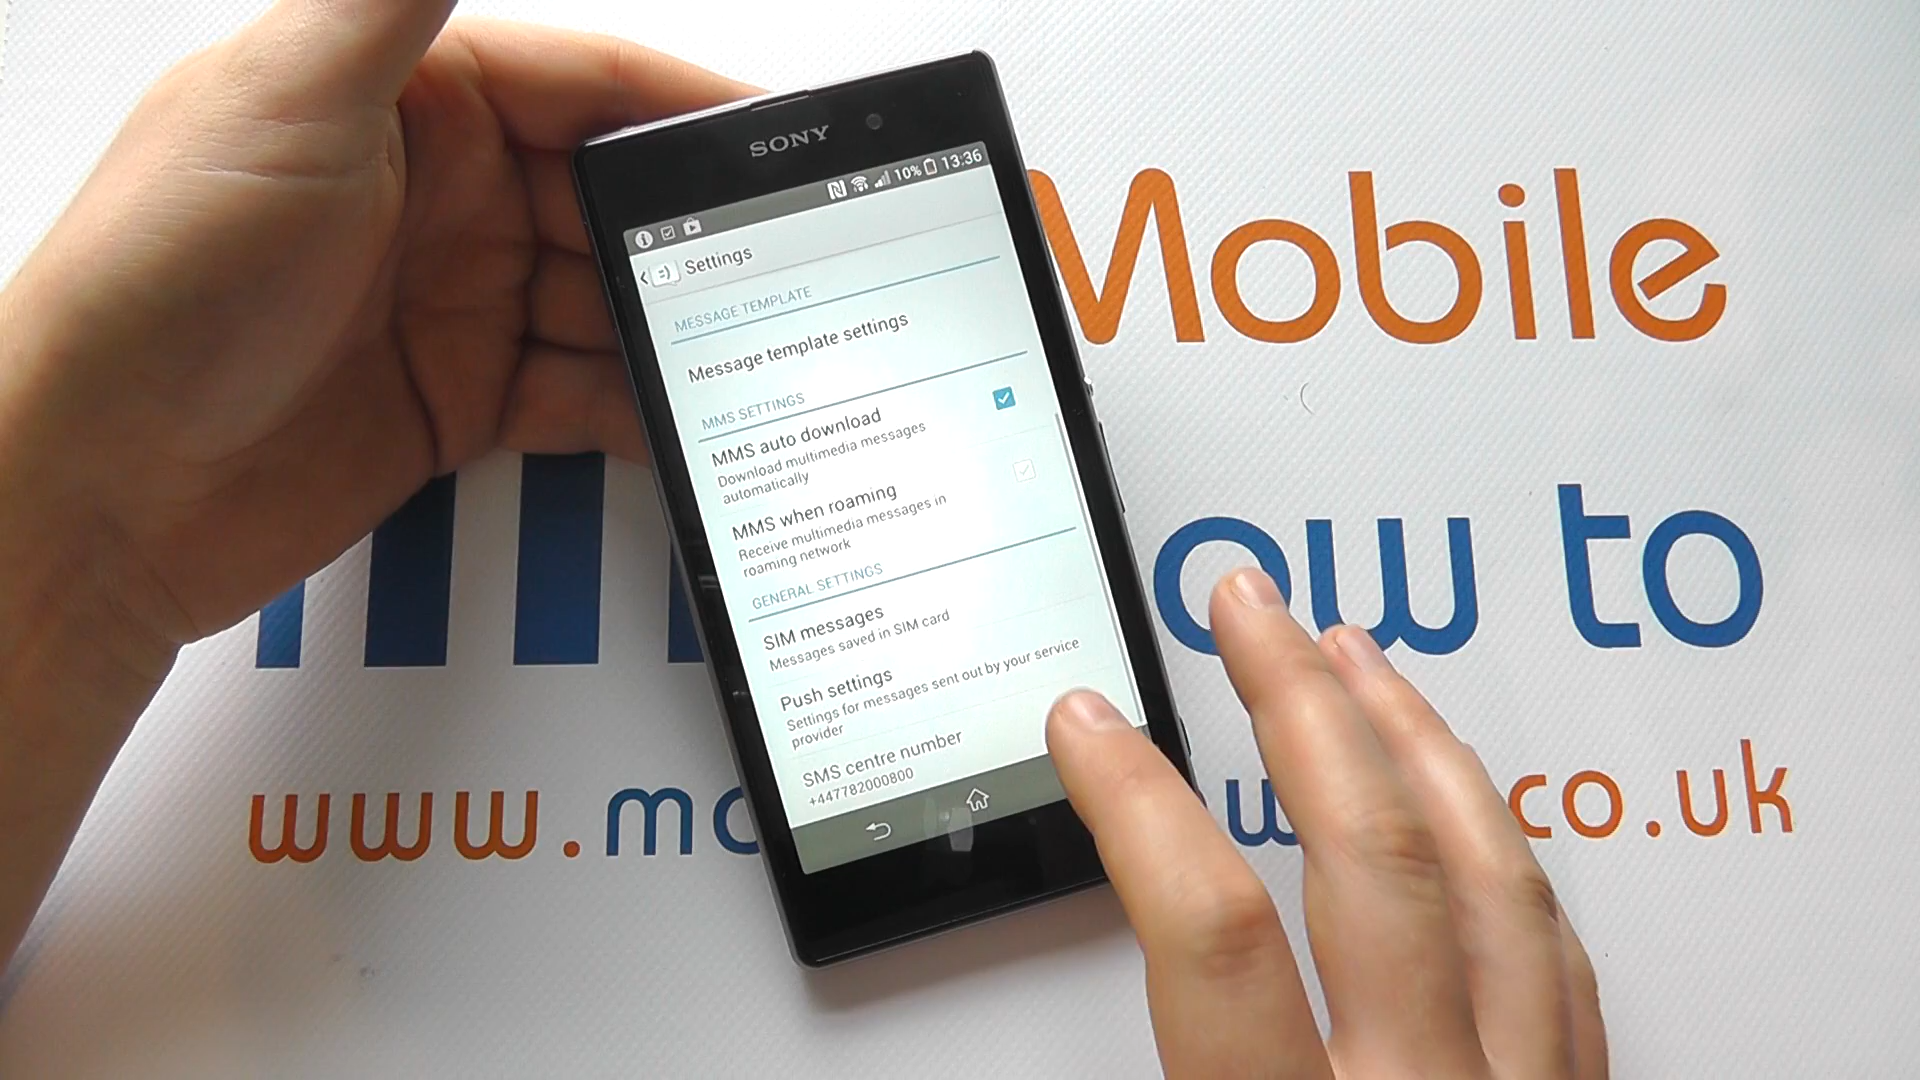 SONY
10% 13:36
Settings
MESSAGE TEMPLATE
Message template settings
MMS SETTINGS
MMS auto download
Download multimedia messages
automatically
MMS when roaming
Receive multimedia messages in
roaming network
GENERAL SETTINGS
SIM messages
Messages saved in SIM card
Push settings
Settings for messages sent out by your service
provider
SMS centre number
+447782000800
Mobile
ow to
www.mo
w
co.uk